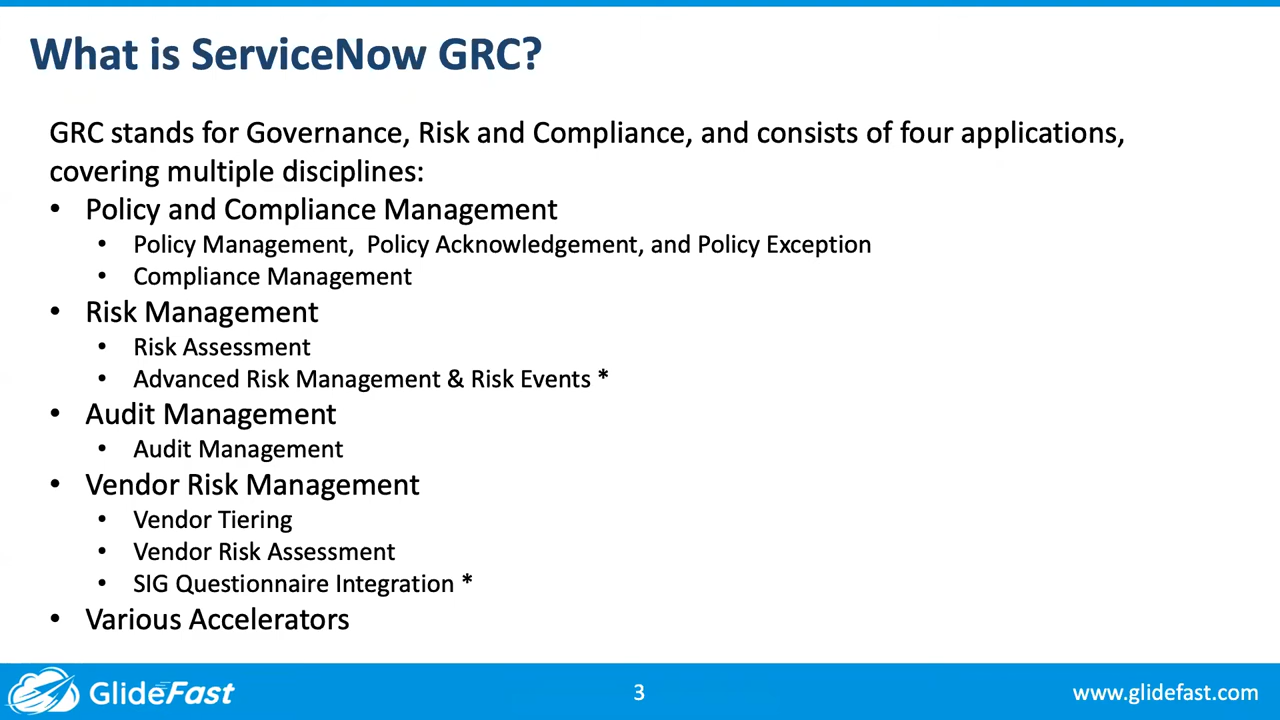 What is ServiceNow GRC?
GRC stands for Governance, Risk and Compliance, and consists of four applications,
covering multiple disciplines:
• Policy and Compliance Management
• Policy Management,  Policy Acknowledgement, and Policy Exception
• Compliance Management
• Risk Management
• Risk Assessment
• Advanced Risk Management & Risk Events *
• Audit Management
• Audit Management
• Vendor Risk Management
• Vendor Tiering
• Vendor Risk Assessment
• SIG Questionnaire Integration *
• Various Accelerators
GlideFast
3
www.glidefast.com